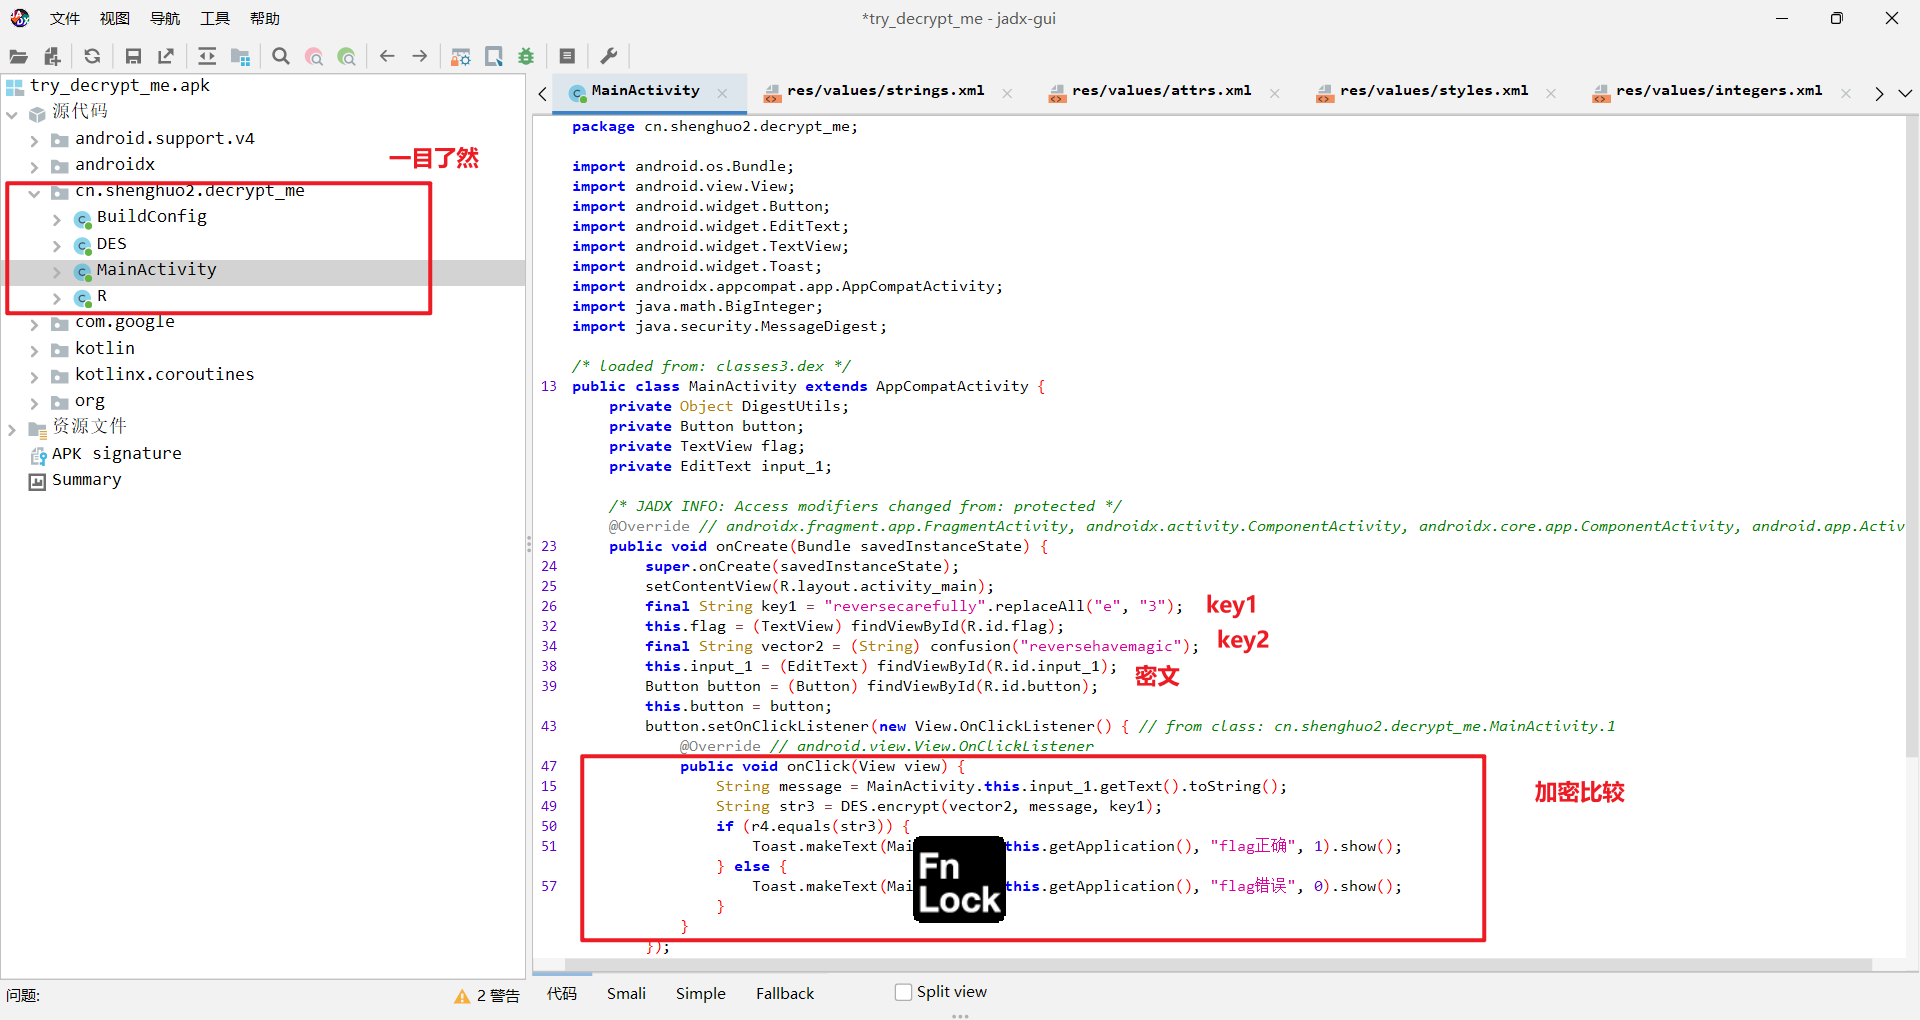 文件 视图 导航 工具 帮助
*try_decrypt_me - jadx-gui
try_decrypt_me.apk
源代码
android.support.v4
androidx
一目了然
cn.shenghuo2.decrypt_me
BuildConfig
DES
MainActivity
R
com.google
kotlin
kotlinx.coroutines
org
资源文件
APK signature
Summary
MainActivity
res/values/strings.xml
res/values/attrs.xml
res/values/styles.xml
res/values/integers.xml
package cn.shenghuo2.decrypt_me;
import android.os.Bundle;
import android.view.View;
import android.widget.Button;
import android.widget.EditText;
import android.widget.TextView;
import android.widget.Toast;
import androidx.appcompat.app.AppCompatActivity;
import java.math.BigInteger;
import java.security.MessageDigest;
/* loaded from: classes3.dex */
13 public class MainActivity extends AppCompatActivity {
private Object DigestUtils;
private Button button;
private TextView flag;
private EditText input_1;
/* JADX INFO: Access modifiers changed from: protected */
@Override // androidx.fragment.app.FragmentActivity, androidx.activity.ComponentActivity, androidx.core.app.ComponentActivity, android.app.Activ
23 public void onCreate(Bundle savedInstanceState) {
24 super.onCreate(savedInstanceState);
25 setContentView(R.layout.activity_main);
26 final String key1 = "reversecarefully".replaceAll("e", "3"); key1
32 this.flag = (TextView) findViewById(R.id.flag);
34 final String vector2 = (String) confusion("reversehavemagic"); key2
38 this.input_1 = (EditText) findViewById(R.id.input_1); 密文
39 Button button = (Button) findViewById(R.id.button);
this.button = button;
43 button.setOnClickListener(new View.OnClickListener() { // from class: cn.shenghuo2.decrypt_me.MainActivity.1
@Override // android.view.View.OnClickListener
47 public void onClick(View view) {
15 String message = MainActivity.this.input_1.getText().toString();
49 String str3 = DES.encrypt(vector2, message, key1); 加密比较
50 if (r4.equals(str3)) {
51 Toast.makeText(Mai this.getApplication(), "flag正确", 1).show();
} else {
57 Toast.makeText(Mai this.getApplication(), "flag错误", 0).show();
}
}
});
Fn
Lock
问题:
2 警告
代码 Smali Simple Fallback Split view